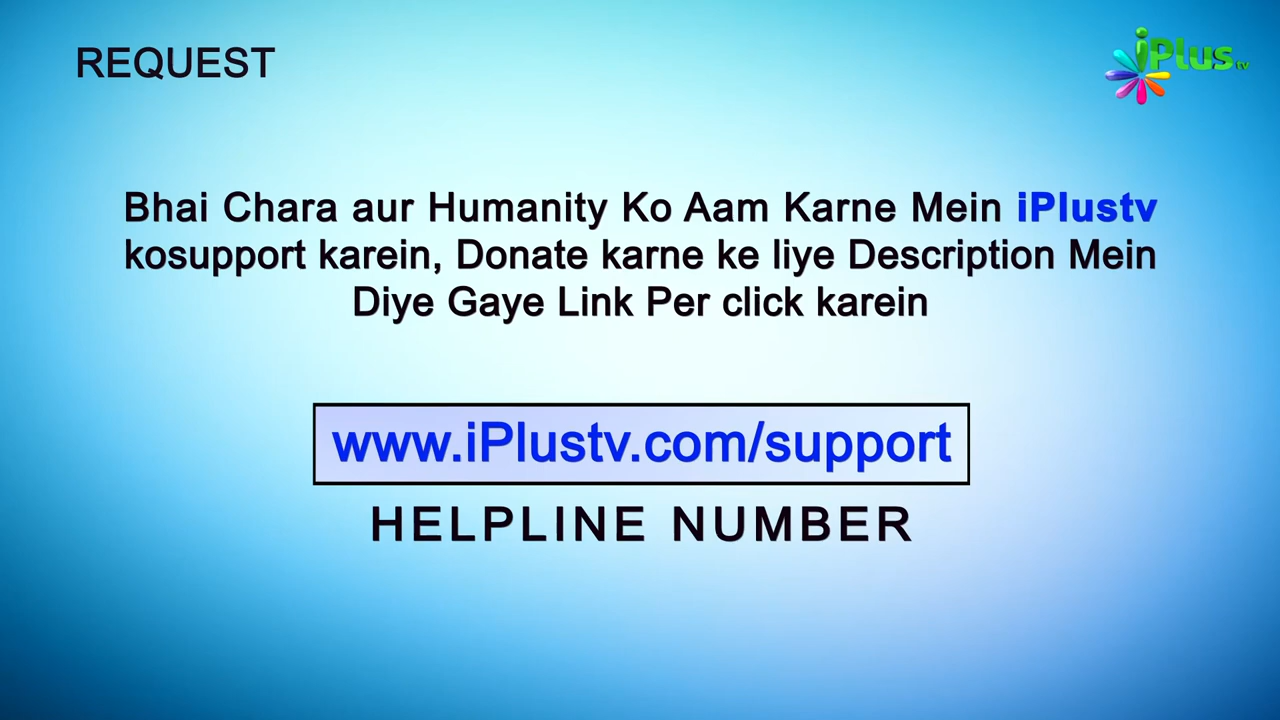 REQUEST
iPlus tv
Bhai Chara aur Humanity Ko Aam Karne Mein iPlustv
kosupport karein, Donate karne ke liye Description Mein
Diye Gaye Link Per click karein
www.iPlustv.com/support
HELPLINE NUMBER